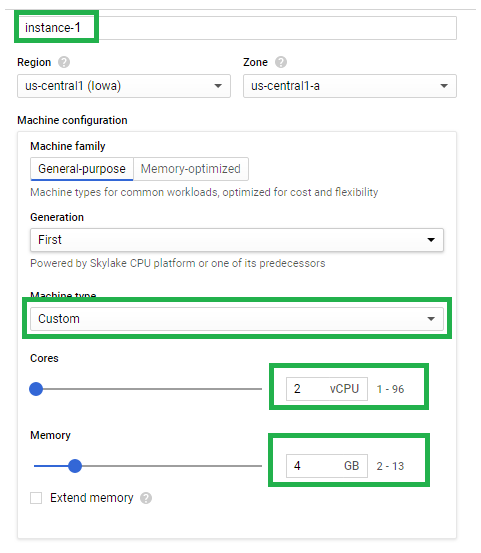 instance-1
Region ?
Zone ?
us-central1 (Iowa)
us-central1-a
Machine configuration
Machine family
General-purpose
Memory-optimized
Machine types for common workloads, optimized for cost and flexibility
Generation
First
Powered by Skylake CPU platform or one of its predecessors
Machine type
Custom
Cores
2 vCPU 1 - 96
Memory
4 GB 2 - 13
Extend memory ?